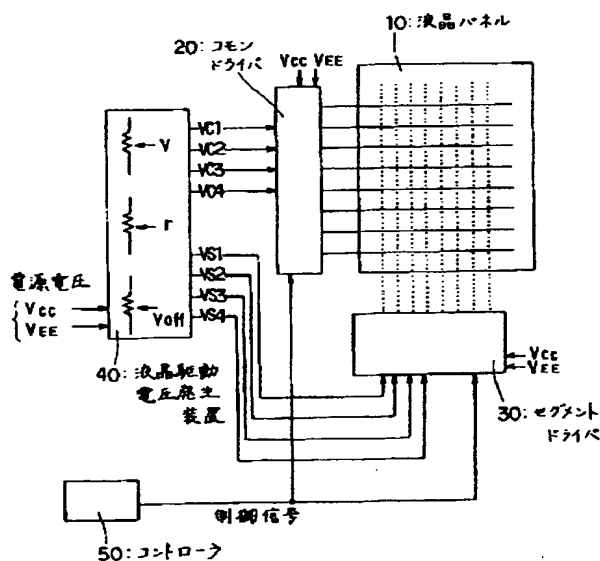 10:液晶パネル
20:コモン
ドライバ
VCC VEE
VC1
VC2
VC3
VC4
V
r
Voff
VS1
VS2
VS3
VS4
電源電圧
VCC
VEE
40:液晶駆動
電圧発生
装置
VCC
VEE
30:セグメント
ドライバ
制御信号
50:コントローラ